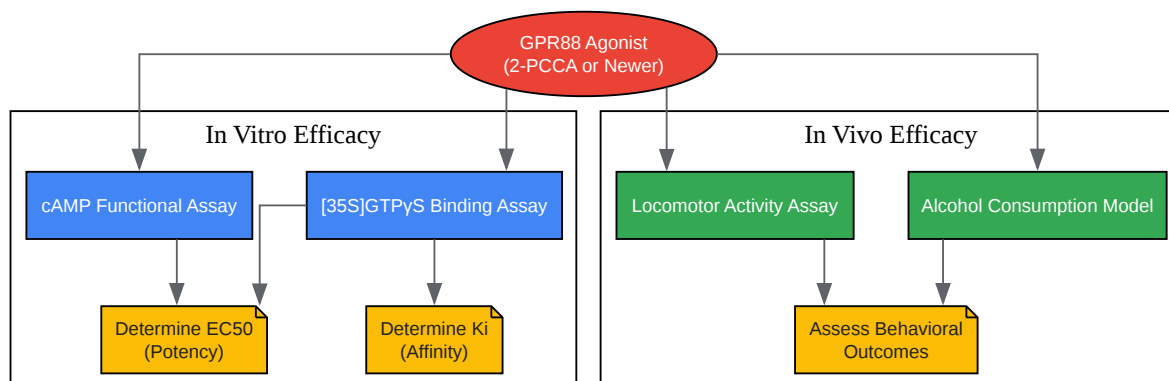 GPR88 Agonist
(2-PCCA or Newer)
In Vitro Efficacy
In Vivo Efficacy
cAMP Functional Assay
[35S]GTPγS Binding Assay
Locomotor Activity Assay
Alcohol Consumption Model
Determine EC50
(Potency)
Determine Ki
(Affinity)
Assess Behavioral
Outcomes